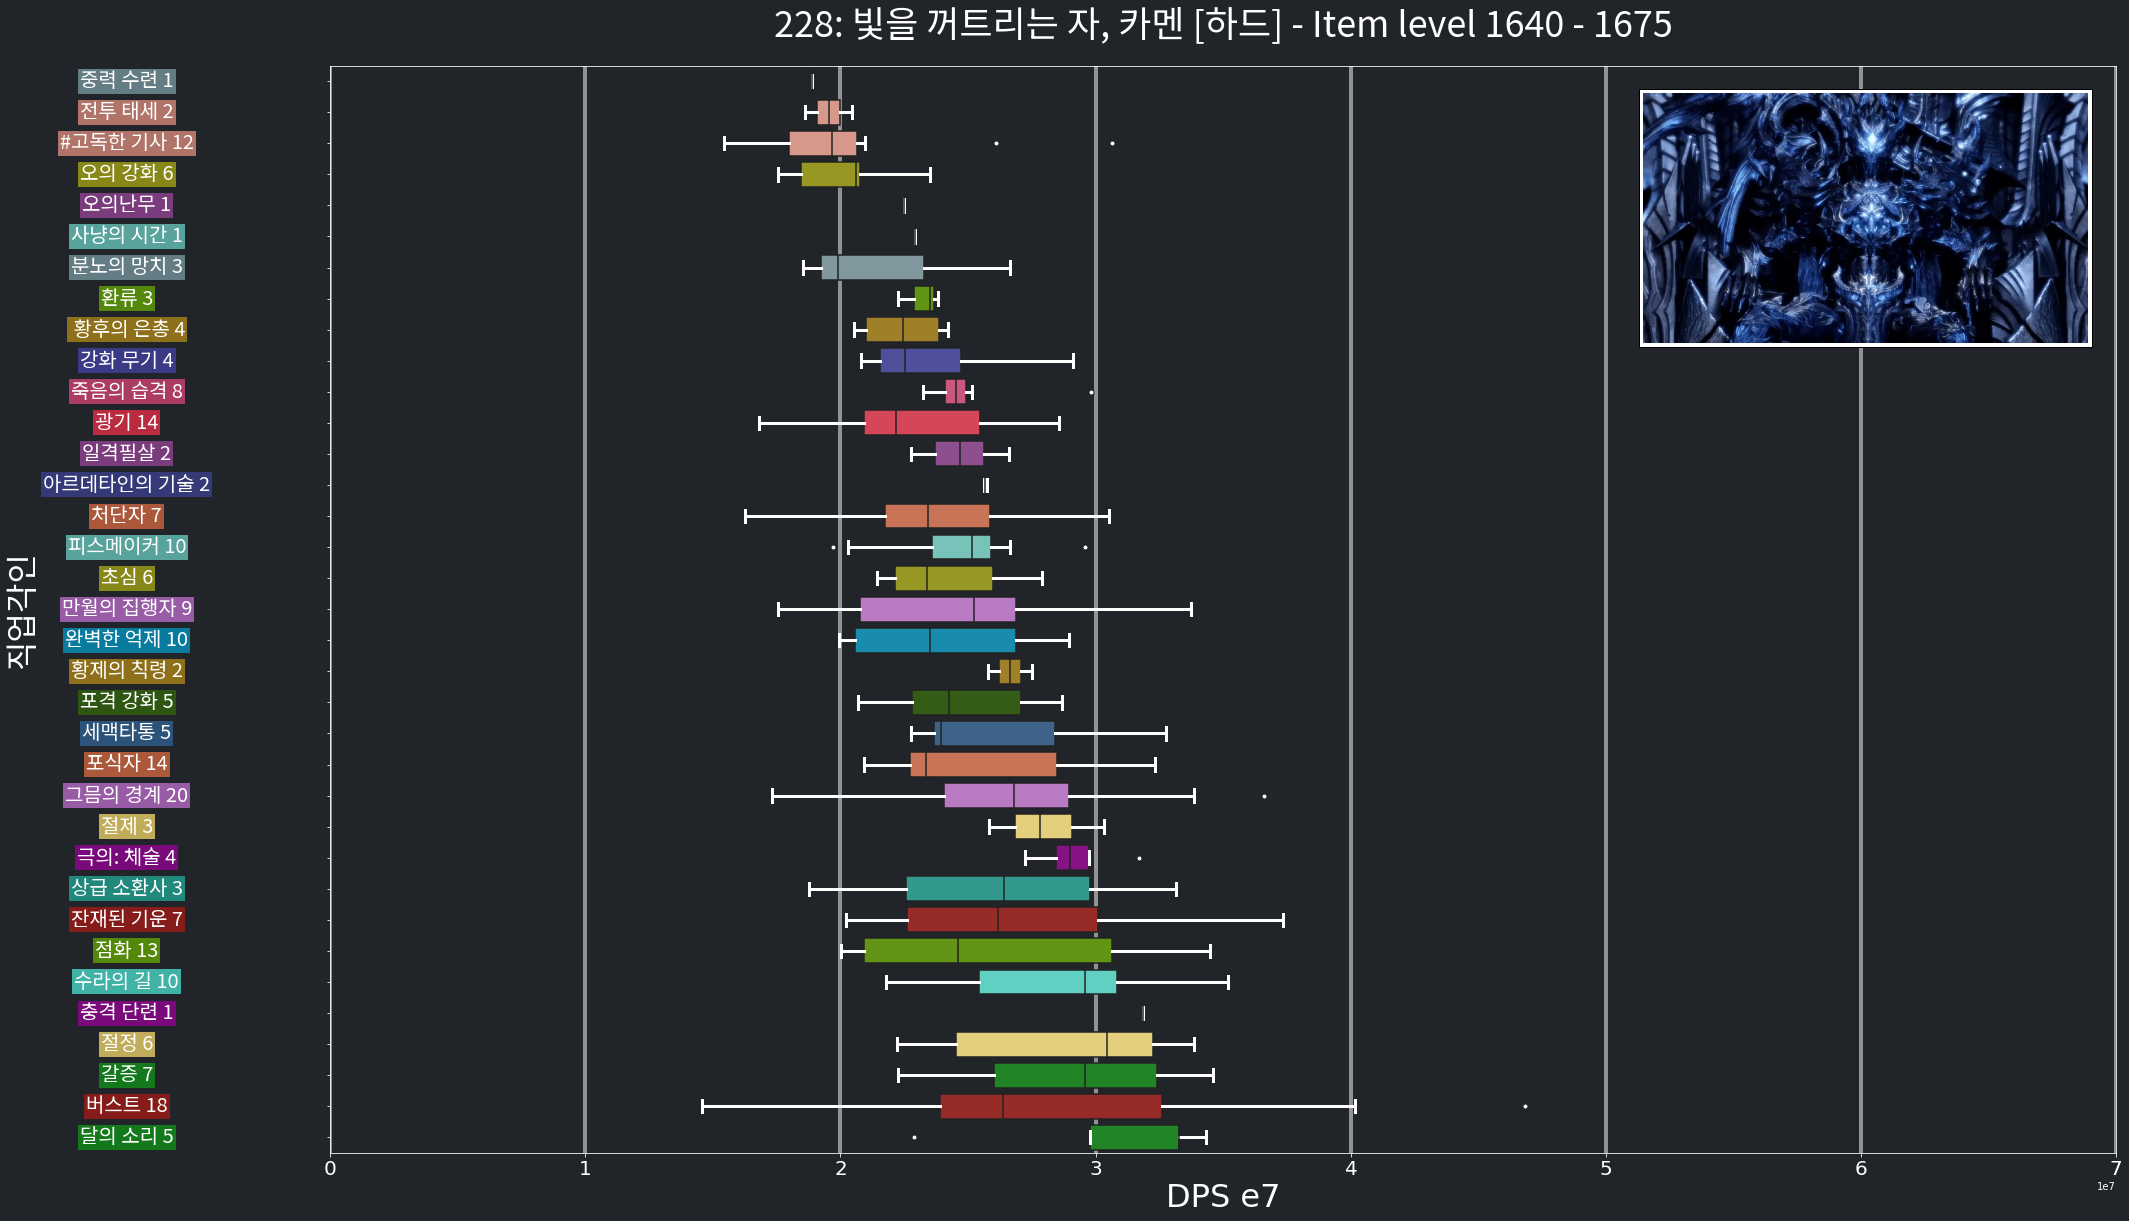 228: 빛을 꺼트리는 자, 카멘 [하드] - Item level 1640 - 1675
직업각인
중력 수련 1
전투 태세 2
#고독한 기사 12
오의 강화 6
오의난무 1
사냥의 시간 1
분노의 망치 3
환류 3
황후의 은총 4
강화 무기 4
죽음의 습격 8
광기 14
일격필살 2
아르데타인의 기술 2
처단자 7
피스메이커 10
초심 6
만월의 집행자 9
완벽한 억제 10
황제의 칙령 2
포격 강화 5
세맥타통 5
포식자 14
그믐의 경계 20
절제 3
극의: 체술 4
상급 소환사 3
잔재된 기운 7
점화 13
수라의 길 10
충격 단련 1
절정 6
갈증 7
버스트 18
달의 소리 5
0 1 2 3 4 5 6 7
1e7
DPS e7